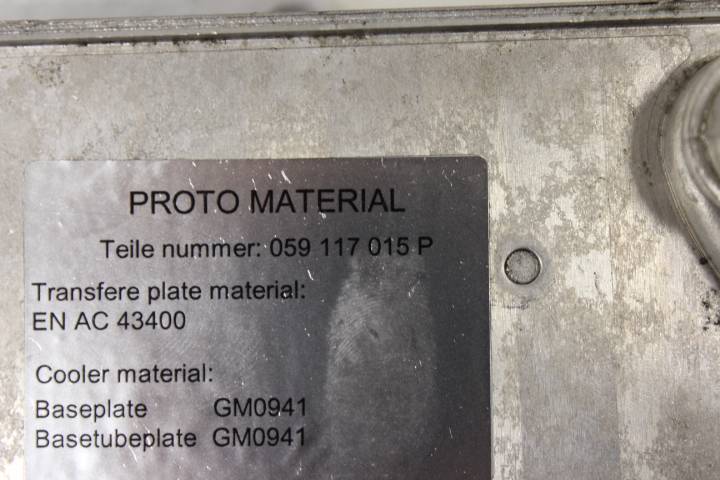 PROTO MATERIAL
Teile nummer: 059 117 015 P
Transfere plate material:
EN AC 43400
Cooler material:
Baseplate GM0941
Basetubeplate GM0941